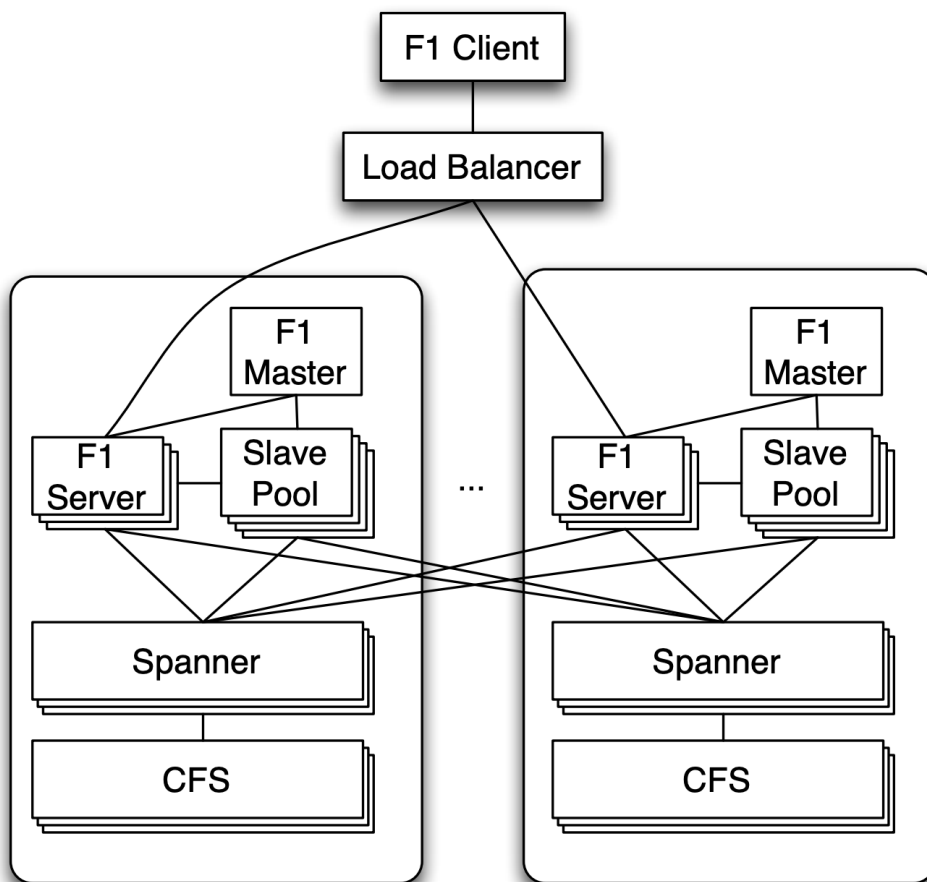 F1 Client
Load Balancer
F1
Master
F1
Server
Slave
Pool
Spanner
CFS
...
F1
Master
F1
Server
Slave
Pool
Spanner
CFS